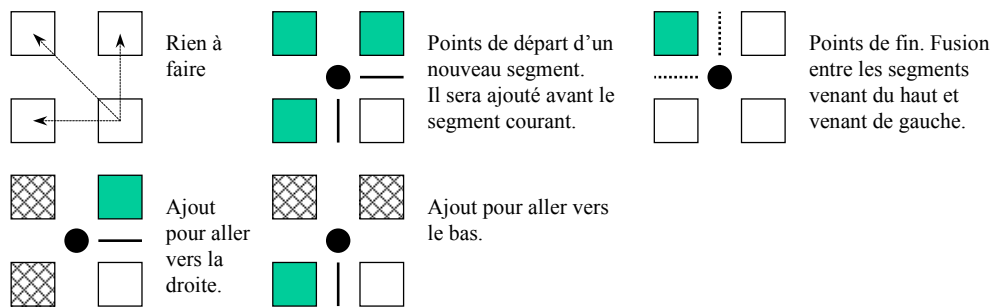 Rien à
faire
Points de départ d’un
nouveau segment.
Il sera ajouté avant le
segment courant.
Points de fin. Fusion
entre les segments
venant du haut et
venant de gauche.
Ajout
pour aller
vers la
droite.
Ajout pour aller vers
le bas.